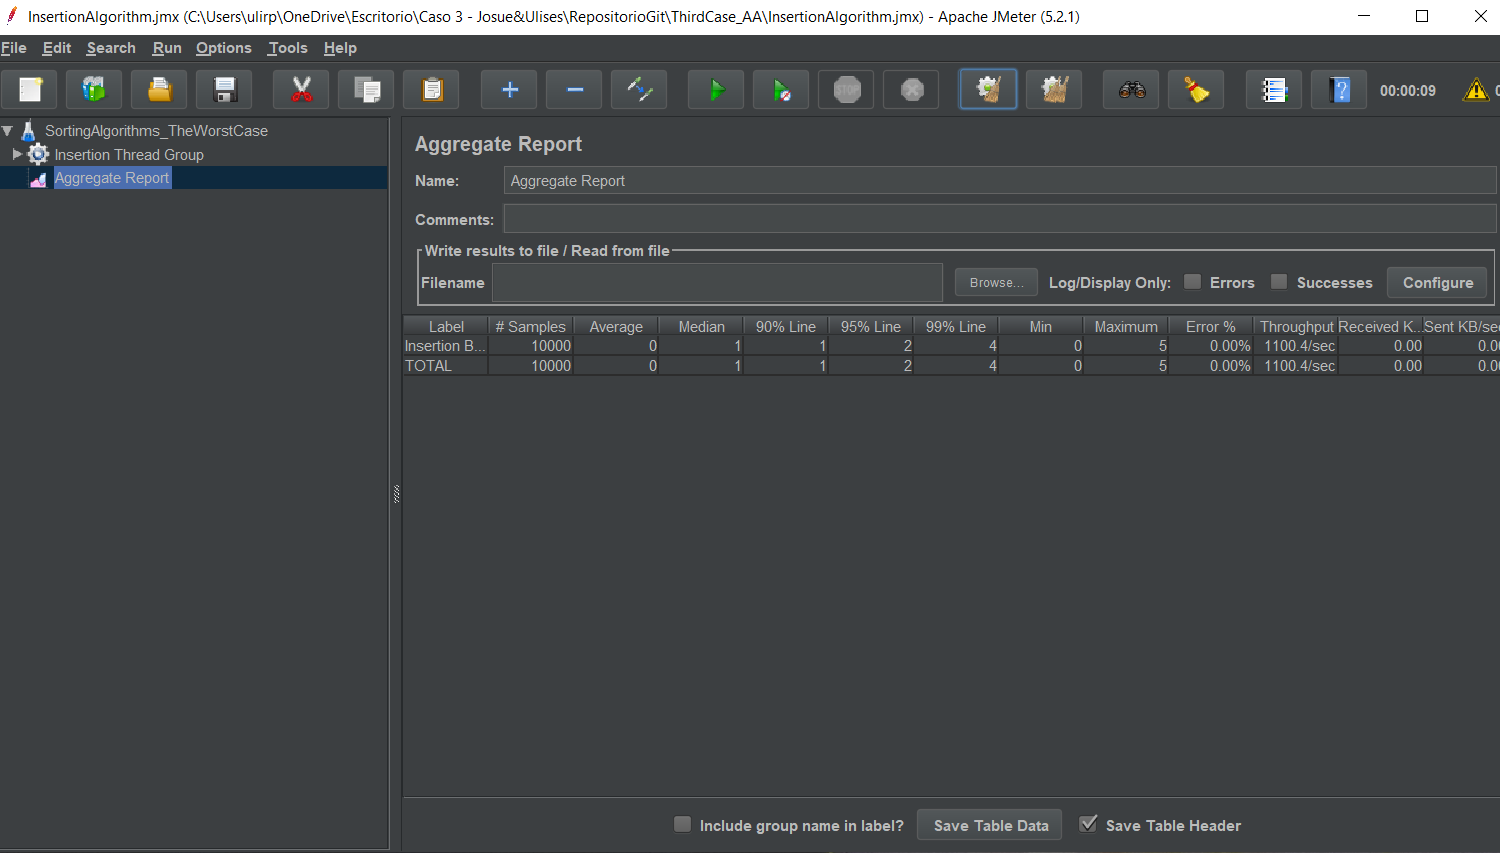 InsertionAlgorithm.jmx (C:\Users\ulirp\OneDrive\Escritorio\Caso 3 - Josue&Ulises\RepositorioGit\ThirdCase_AA\InsertionAlgorithm.jmx) - Apache JMeter (5.2.1)
File Edit Search Run Options Tools Help
STOP 00:00:09
SortingAlgorithms_TheWorstCase
Insertion Thread Group
Aggregate Report
Aggregate Report
Name: Aggregate Report
Comments:
Write results to file / Read from file
Filename Browse... Log/Display Only: Errors Successes Configure
Label # Samples Average Median 90% Line 95% Line 99% Line Min Maximum Error % Throughput Received K... Sent KB/sec
Insertion B... 10000 0 1 1 2 4 0 5 0.00% 1100.4/sec 0.00 0.00
TOTAL 10000 0 1 1 2 4 0 5 0.00% 1100.4/sec 0.00 0.00
Include group name in label? Save Table Data Save Table Header